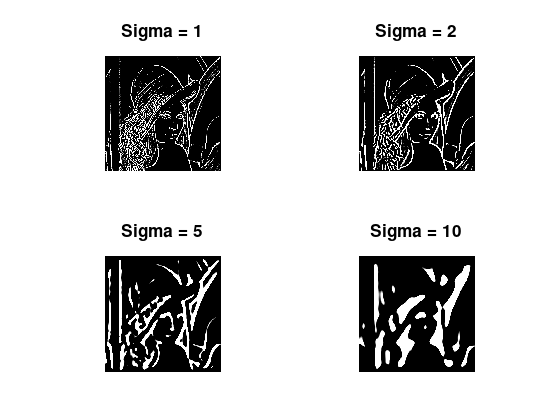 Sigma = 1
Sigma = 2
Sigma = 5
Sigma = 10